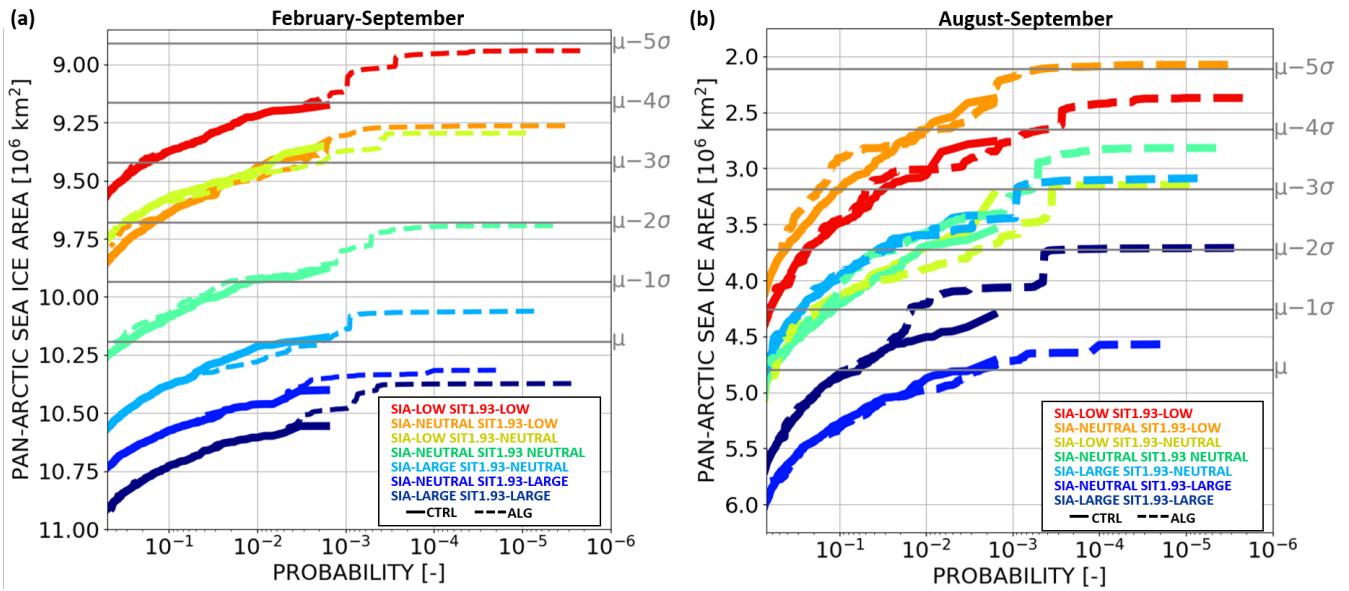 (a)
February-September
PAN-ARCTIC SEA ICE AREA [10⁶ km²]
9.00
9.25
9.50
9.75
10.00
10.25
10.50
10.75
11.00
μ−5σ
μ−4σ
μ−3σ
μ−2σ
μ−1σ
μ
SIA-LOW SIT1.93-LOW
SIA-NEUTRAL SIT1.93-LOW
SIA-LOW SIT1.93-NEUTRAL
SIA-NEUTRAL SIT1.93 NEUTRAL
SIA-LARGE SIT1.93-NEUTRAL
SIA-NEUTRAL SIT1.93-LARGE
SIA-LARGE SIT1.93-LARGE
CTRL ALG
10⁻¹ 10⁻² 10⁻³ 10⁻⁴ 10⁻⁵ 10⁻⁶
PROBABILITY [-]
(b)
August-September
PAN-ARCTIC SEA ICE AREA [10⁶ km²]
2.0
2.5
3.0
3.5
4.0
4.5
5.0
5.5
6.0
μ−5σ
μ−4σ
μ−3σ
μ−2σ
μ−1σ
μ
SIA-LOW SIT1.93-LOW
SIA-NEUTRAL SIT1.93-LOW
SIA-LOW SIT1.93-NEUTRAL
SIA-NEUTRAL SIT1.93 NEUTRAL
SIA-LARGE SIT1.93-NEUTRAL
SIA-NEUTRAL SIT1.93-LARGE
SIA-LARGE SIT1.93-LARGE
CTRL ALG
10⁻¹ 10⁻² 10⁻³ 10⁻⁴ 10⁻⁵ 10⁻⁶
PROBABILITY [-]